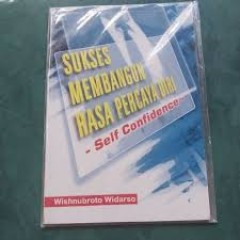 SUKSES
MEMBANGUN
RASA PERCAYA DIRI
- Self Confidence -
Wishnubroto Widarso